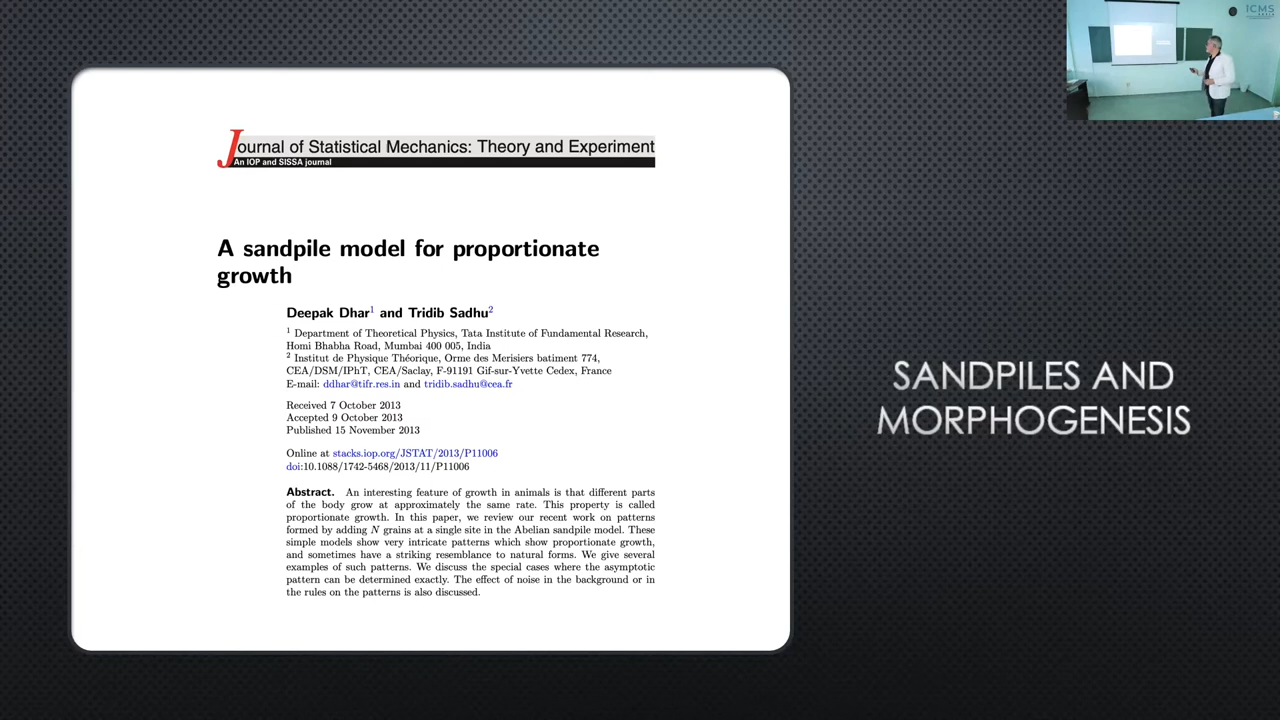 Journal of Statistical Mechanics: Theory and Experiment
An IOP and SISSA journal
A sandpile model for proportionate
growth
Deepak Dhar1 and Tridib Sadhu2
1 Department of Theoretical Physics, Tata Institute of Fundamental Research,
Homi Bhabha Road, Mumbai 400 005, India
2 Institut de Physique Théorique, Orme des Merisiers batiment 774,
CEA/DSM/IPhT, CEA/Saclay, F-91191 Gif-sur-Yvette Cedex, France
E-mail: ddhar@tifr.res.in and tridib.sadhu@cea.fr
Received 7 October 2013
Accepted 9 October 2013
Published 15 November 2013
Online at stacks.iop.org/JSTAT/2013/P11006
doi:10.1088/1742-5468/2013/11/P11006
Abstract. An interesting feature of growth in animals is that different parts
of the body grow at approximately the same rate. This property is called
proportionate growth. In this paper, we review our recent work on patterns
formed by adding N grains at a single site in the Abelian sandpile model. These
simple models show very intricate patterns which show proportionate growth,
and sometimes have a striking resemblance to natural forms. We give several
examples of such patterns. We discuss the special cases where the asymptotic
pattern can be determined exactly. The effect of noise in the background or in
the rules on the patterns is also discussed.
SANDPILES AND
MORPHOGENESIS
ICMS